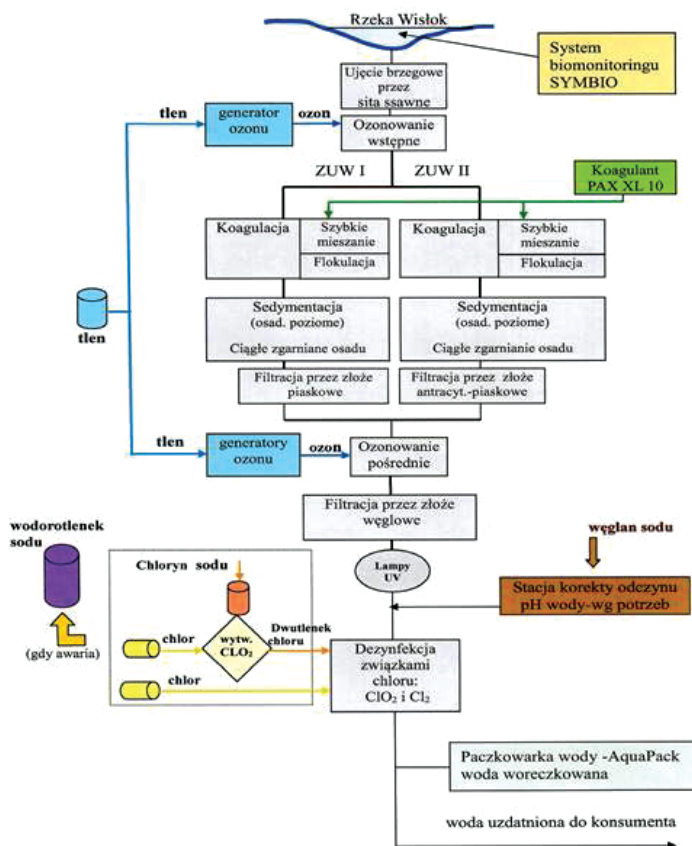 Rzeka Wisłok
System
biomonitoringu
SYMBIO
Ujęcie brzegowe
przez
sita ssawne
tlen
generator
ozonu
ozon
Ozonowanie
wstępne
ZUW I
ZUW II
Koagulant
PAX XL 10
Koagulacja
Szybkie
mieszanie
Flokulacja
Koagulacja
Szybkie
mieszanie
Flokulacja
tlen
Sedymentacja
(osad. poziome)
Ciągłe zgarnianie osadu
Sedymentacja
(osad. poziome)
Ciągłe zgarnianie osadu
Filtracja przez złoże
piaskowe
Filtracja przez złoże
antracyt.-piaskowe
tlen
generatory
ozonu
ozon
Ozonowanie
pośrednie
Filtracja przez złoże
węglowe
wodorotlenek
sodu
(gdy awaria)
Lampy
UV
węglan sodu
Stacja korekty odczynu
pH wody-wg potrzeb
Chloryn sodu
chlor
wytw.
CLO₂
Dwutlenek
chloru
chlor
Dezynfekcja
związkami
chloru:
ClO₂ i Cl₂
Paczkowarka wody -AquaPack
woda woreczkowana
woda uzdatniona do konsumenta